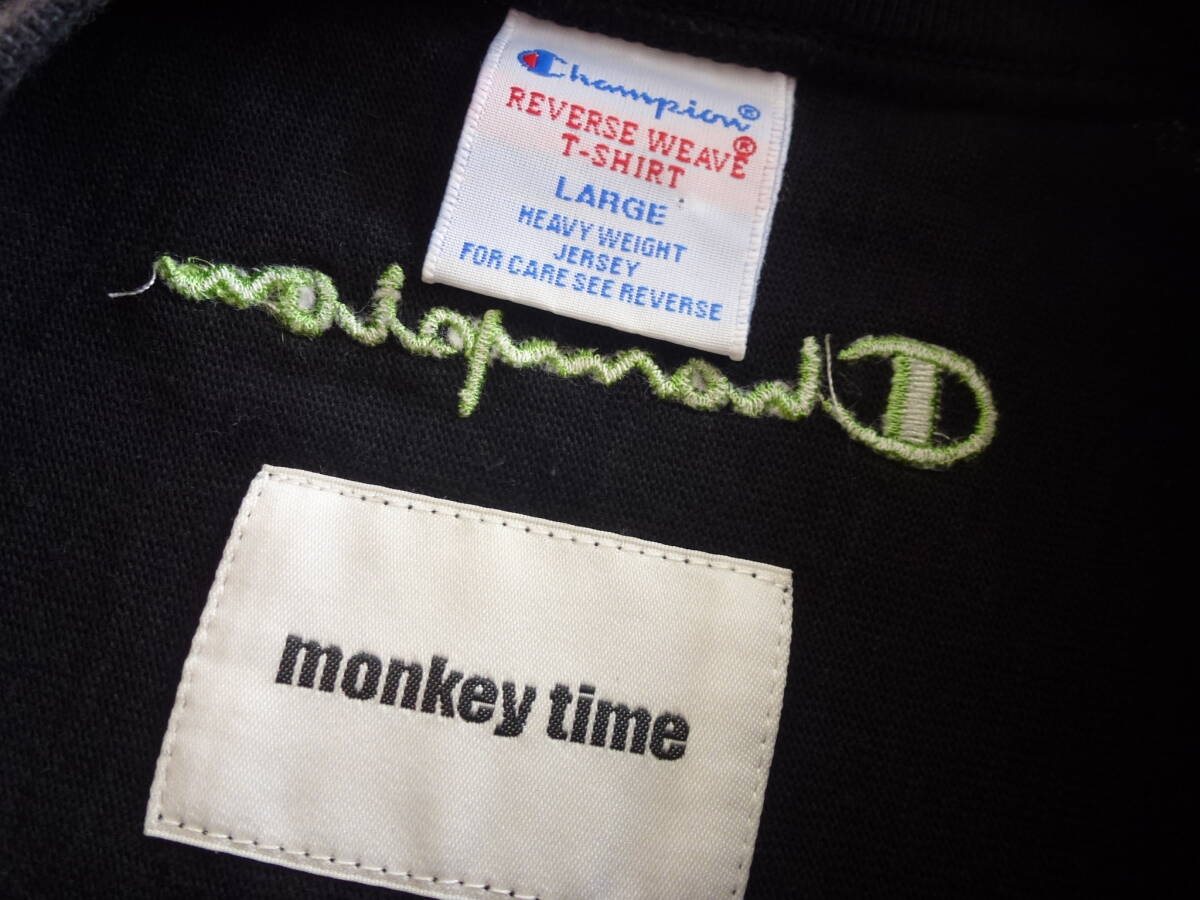 Champion®
REVERSE WEAVE®
T-SHIRT
LARGE
HEAVY WEIGHT
JERSEY
FOR CARE SEE REVERSE
Champion
monkey time